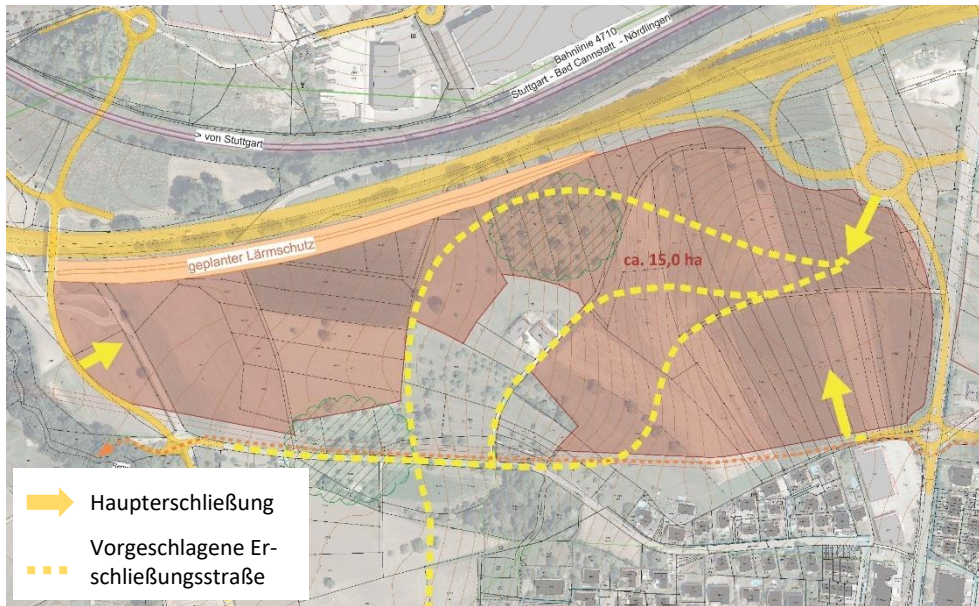 Bahnlinie 4710
Stuttgart - Bad Cannstatt - Nördlingen
> von Stuttgart
geplanter Lärmschutz
ca. 15,0 ha
Haupterschließung
Vorgeschlagene Er-
schließungsstraße